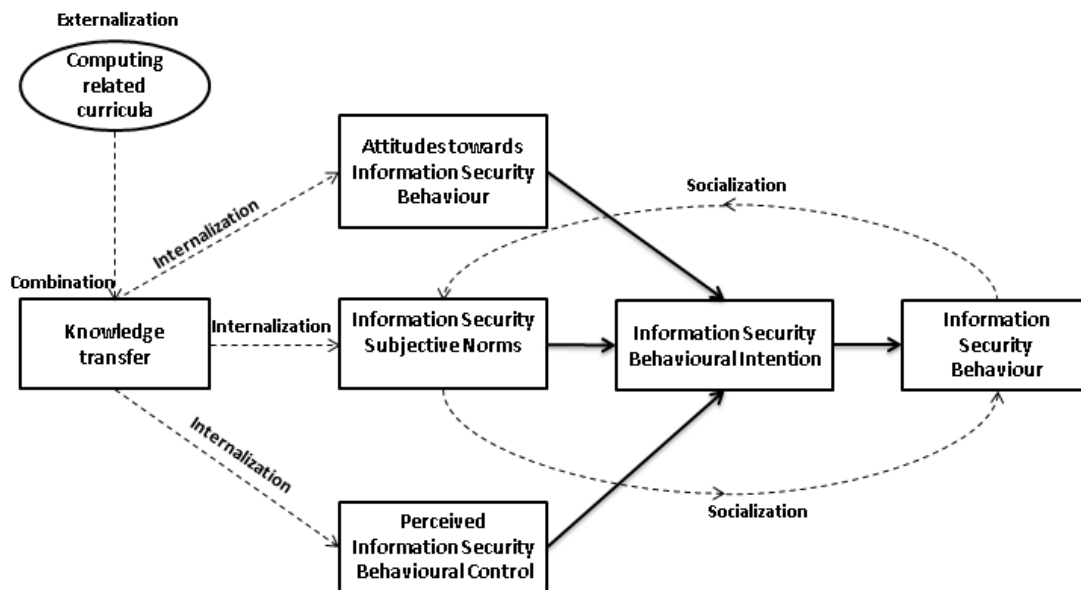 Externalization
Computing
related
curricula
Attitudes towards
Information Security
Behaviour
Socialization
Internalization
Combination
Knowledge
transfer
Internalization
Information Security
Subjective Norms
Information Security
Behavioural Intention
Information
Security
Behaviour
Internalization
Socialization
Perceived
Information Security
Behavioural Control